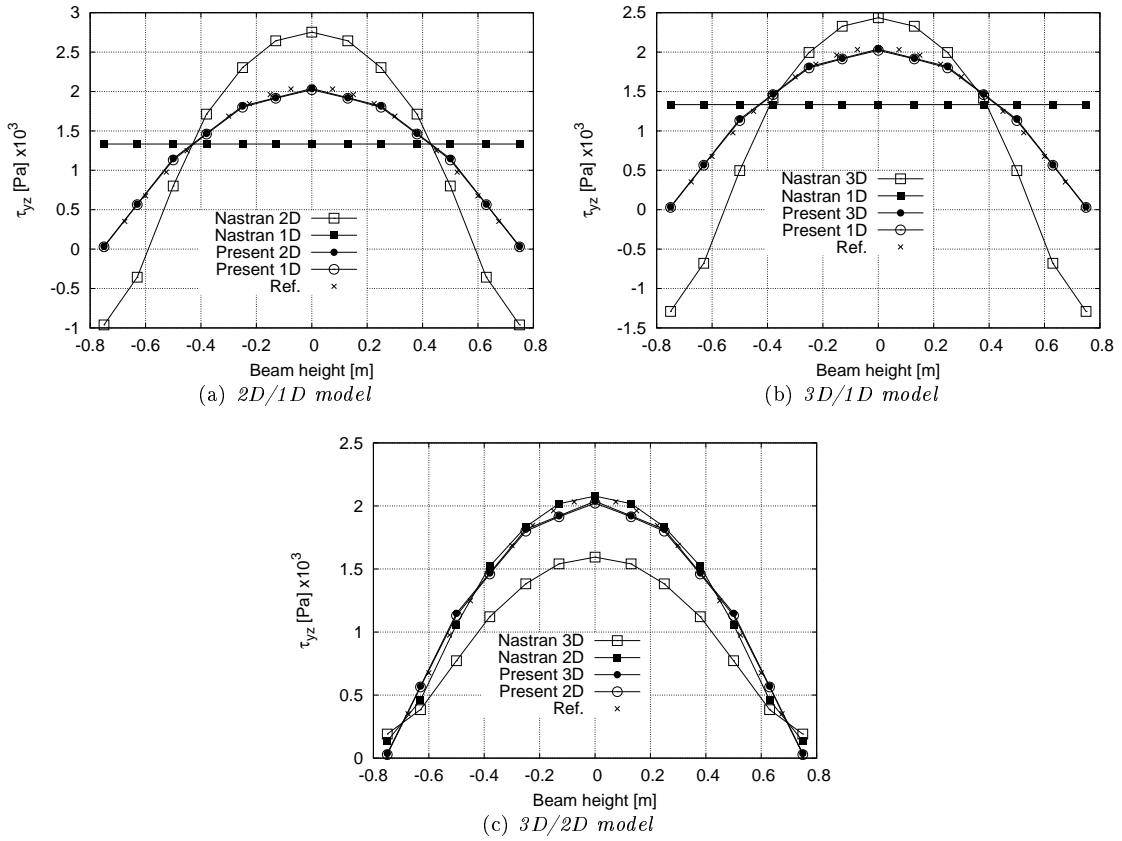 3
2.5
2
1.5
1
0.5
0
-0.5
-1
-0.8 -0.6 -0.4 -0.2 0 0.2 0.4 0.6 0.8
τyz [Pa] x10^3
Beam height [m]
Nastran 2D
Nastran 1D
Present 2D
Present 1D
Ref.
(a) 2D/1D model
2.5
2
1.5
1
0.5
0
-0.5
-1
-1.5
-0.8 -0.6 -0.4 -0.2 0 0.2 0.4 0.6 0.8
τyz [Pa] x10^3
Beam height [m]
Nastran 3D
Nastran 1D
Present 3D
Present 1D
Ref.
(b) 3D/1D model
2.5
2
1.5
1
0.5
0
-0.8 -0.6 -0.4 -0.2 0 0.2 0.4 0.6 0.8
τyz [Pa] x10^3
Beam height [m]
Nastran 3D
Nastran 2D
Present 3D
Present 2D
Ref.
(c) 3D/2D model